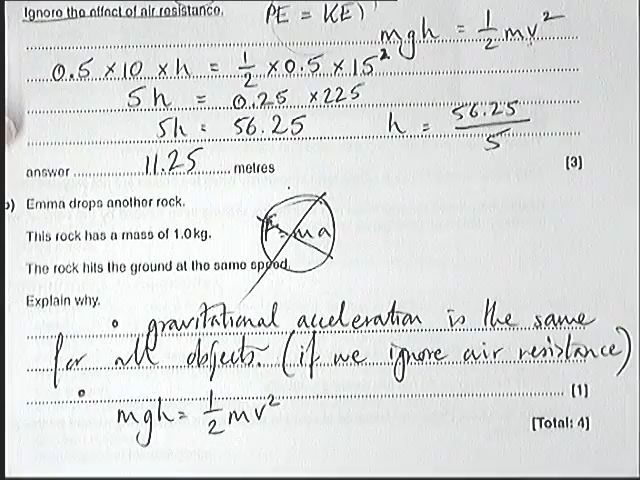 Ignore the effect of air resistance. PE = KE)
mgh = ½mv²
0.5 × 10 × h = ½ × 0.5 × 15²
5h = 0.25 × 225
5h = 56.25 h = 56.25/5
answer 11.25 metres [3]
b) Emma drops another rock.
This rock has a mass of 1.0kg. F = ma
The rock hits the ground at the same speed.
Explain why.
• gravitational acceleration is the same
for all objects. (if we ignore air resistance)
[1]
• mgh = ½mv²
[Total: 4]